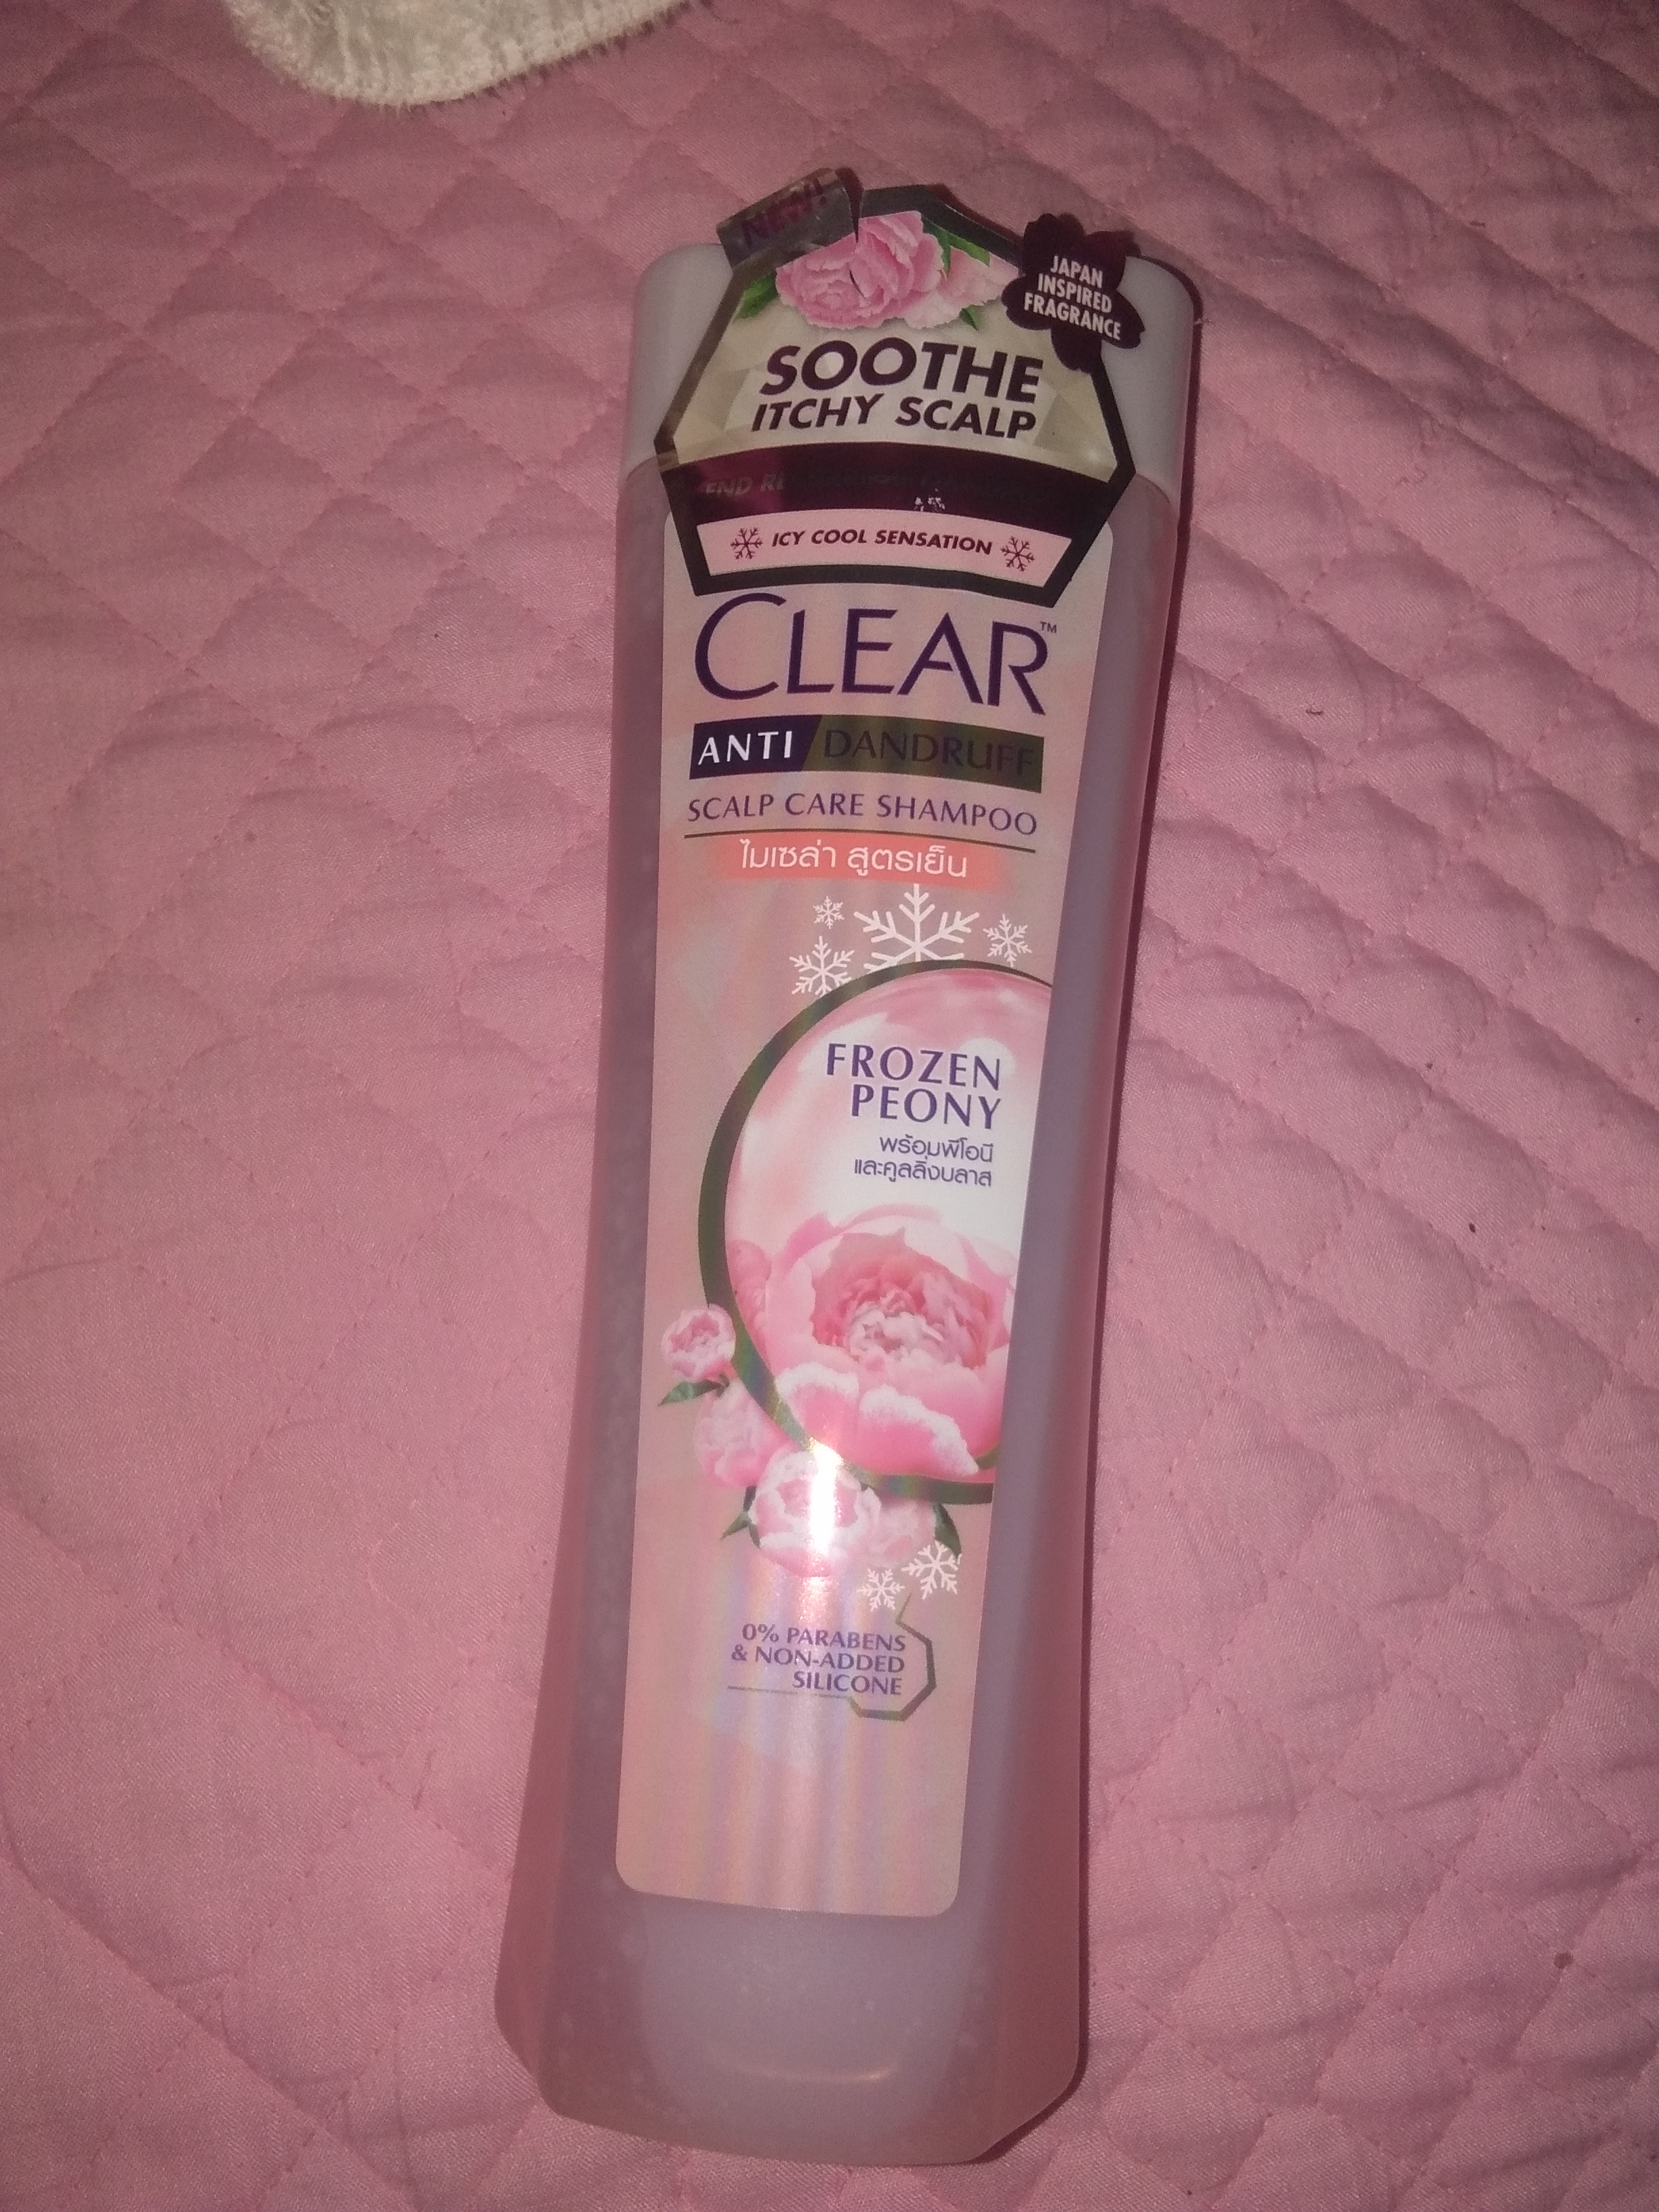 NEW!
JAPAN
INSPIRED
FRAGRANCE
SOOTHE
ITCHY SCALP
END
ICY COOL SENSATION
CLEAR™
ANTI DANDRUFF
SCALP CARE SHAMPOO
ไมเซล่า สูตรเย็น
FROZEN
PEONY
พร้อมพีโอนี
และคูลลิ่งบลาส
0% PARABENS
& NON-ADDED
SILICONE